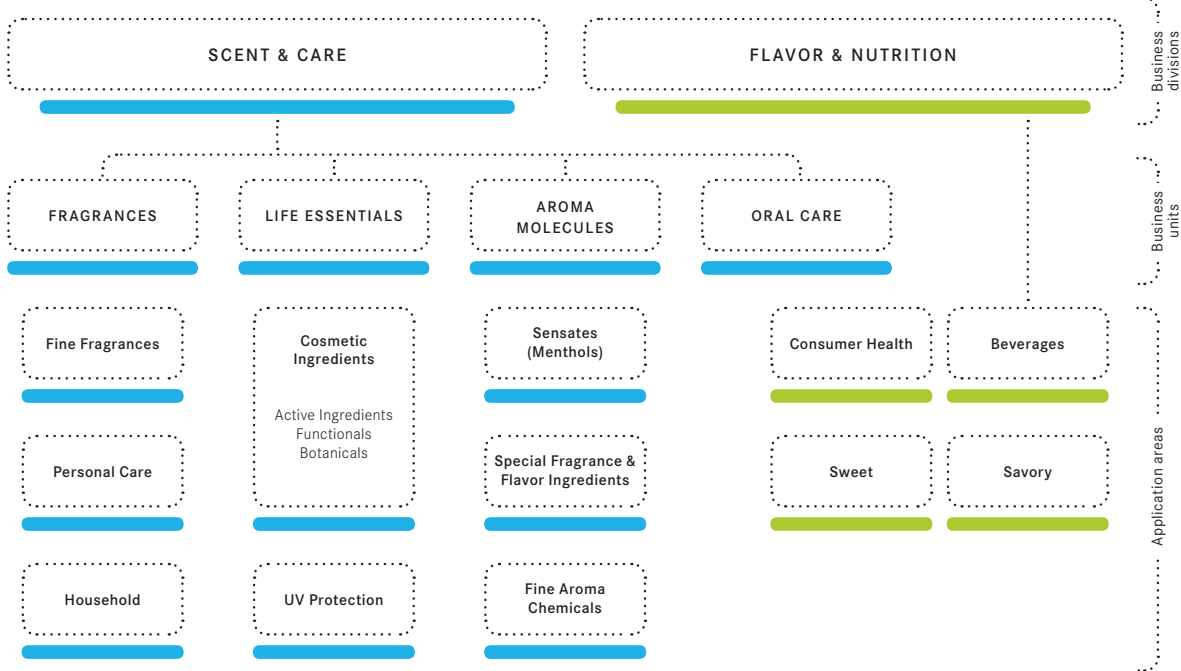 SCENT & CARE
FLAVOR & NUTRITION
Business
divisions
FRAGRANCES
LIFE ESSENTIALS
AROMA
MOLECULES
ORAL CARE
Business
units
Fine Fragrances
Cosmetic
Ingredients
Active Ingredients
Functionals
Botanicals
Sensates
(Menthols)
Consumer Health
Beverages
Personal Care
Special Fragrance &
Flavor Ingredients
Sweet
Savory
Application areas
Household
UV Protection
Fine Aroma
Chemicals